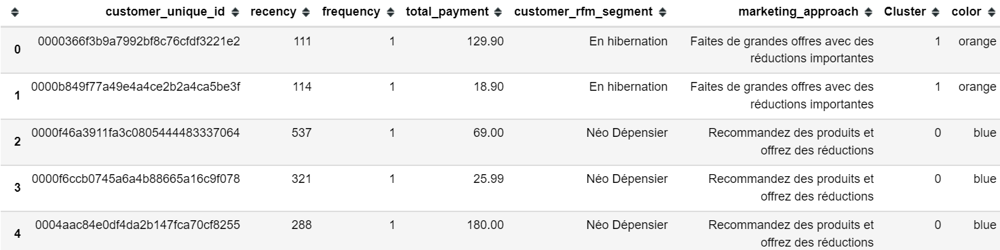 customer_unique_id recency frequency total_payment customer_rfm_segment marketing_approach Cluster color
0 0000366f3b9a7992bf8c76cfdf3221e2 111 1 129.90 En hibernation Faites de grandes offres avec des 1 orange
réductions importantes
1 0000b849f77a49e4a4ce2b2a4ca5be3f 114 1 18.90 En hibernation Faites de grandes offres avec des 1 orange
réductions importantes
2 0000f46a3911fa3c0805444483337064 537 1 69.00 Néo Dépensier Recommandez des produits et 0 blue
offrez des réductions
3 0000f6ccb0745a6a4b88665a16c9f078 321 1 25.99 Néo Dépensier Recommandez des produits et 0 blue
offrez des réductions
4 0004aac84e0df4da2b147fca70cf8255 288 1 180.00 Néo Dépensier Recommandez des produits et 0 blue
offrez des réductions